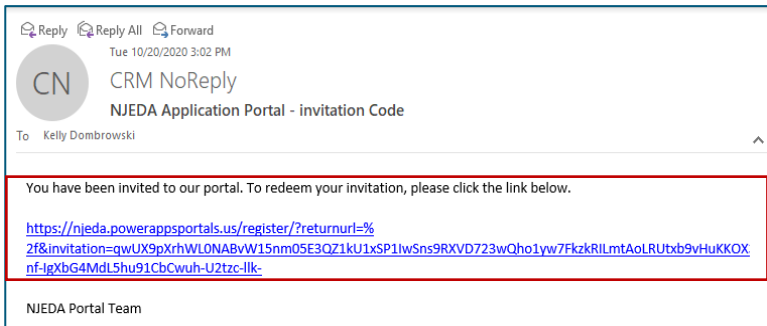 Reply Reply All Forward
Tue 10/20/2020 3:02 PM
CN
CRM NoReply
NJEDA Application Portal - invitation Code
To Kelly Dombrowski
You have been invited to our portal. To redeem your invitation, please click the link below.
https://njeda.powerappsportals.us/register/?returnurl=%
2f&invitation=qwUX9pXrhWL0NABvW15nm05E3QZ1kU1xSP1IwSns9RXVD723wQho1yw7FkzkRILmtAoLRUtxb9vHuKKOX
nf-IgXbG4MdL5hu91CbCwuh-U2tzc-llk-
NJEDA Portal Team